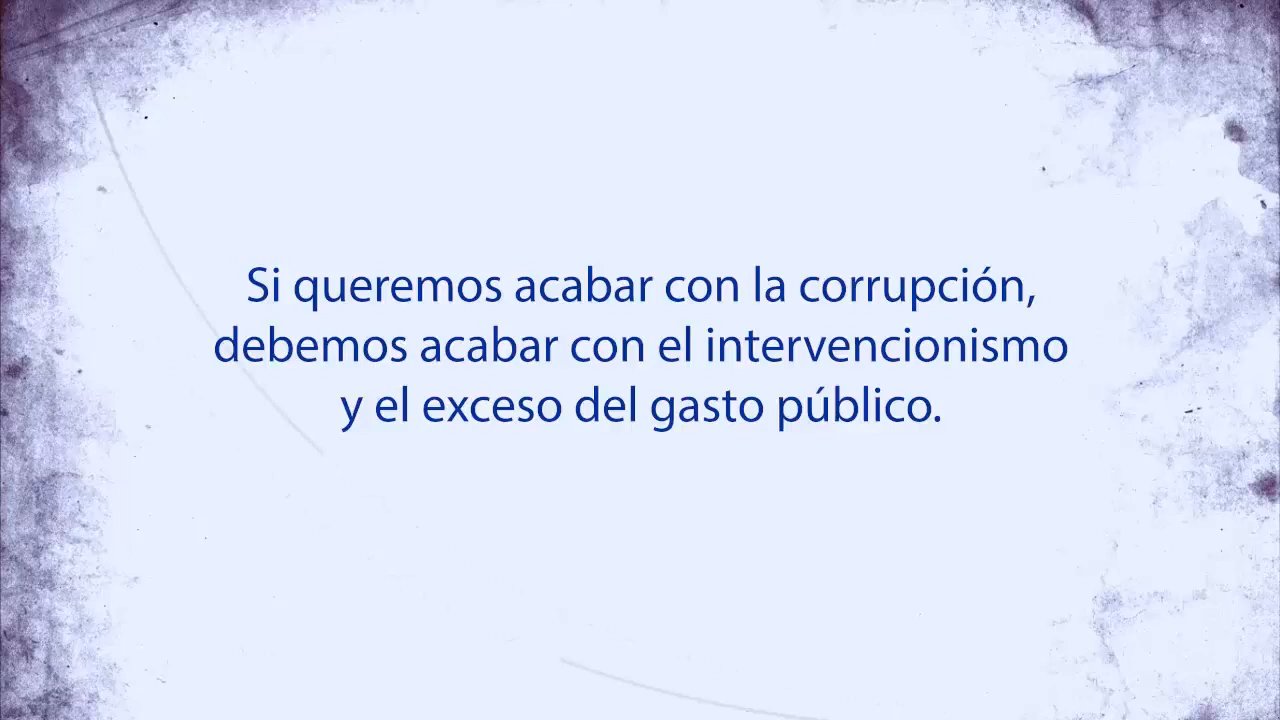 Si queremos acabar con la corrupción,
debemos acabar con el intervencionismo
y el exceso del gasto público.